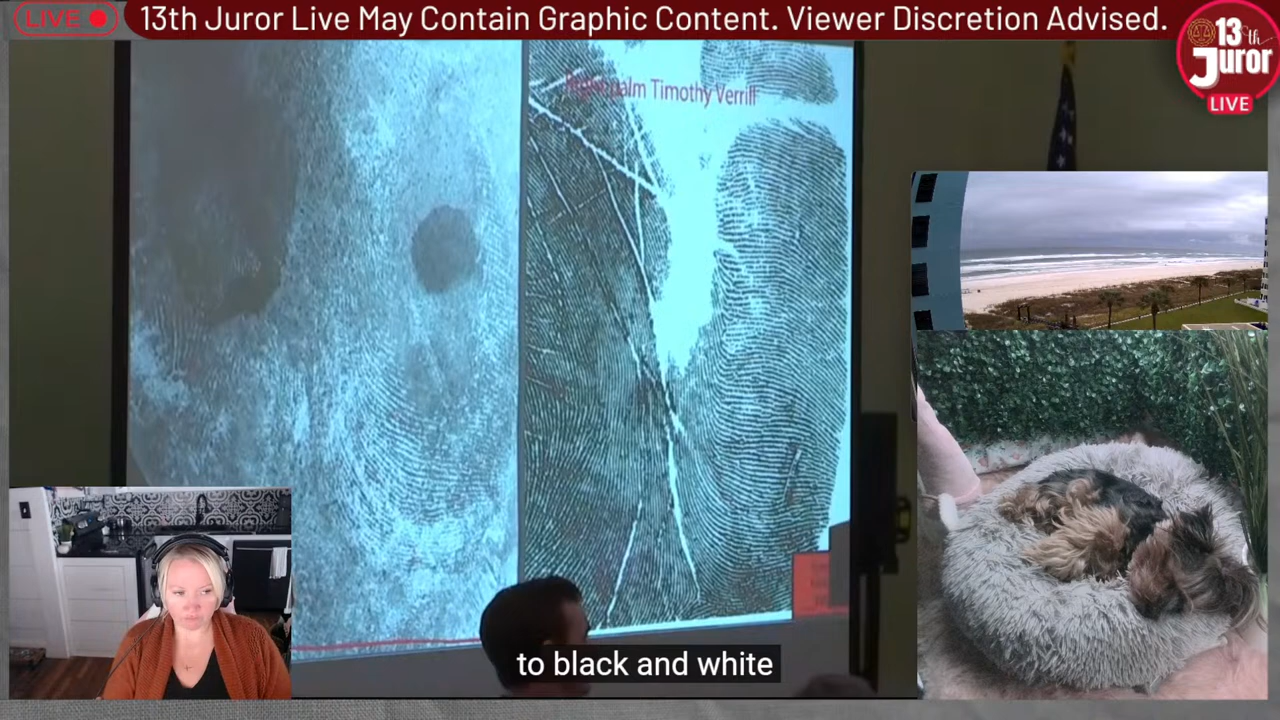 LIVE
13th Juror Live May Contain Graphic Content. Viewer Discretion Advised.
13th
Juror
LIVE
palm Timothy Verrill
to black and white